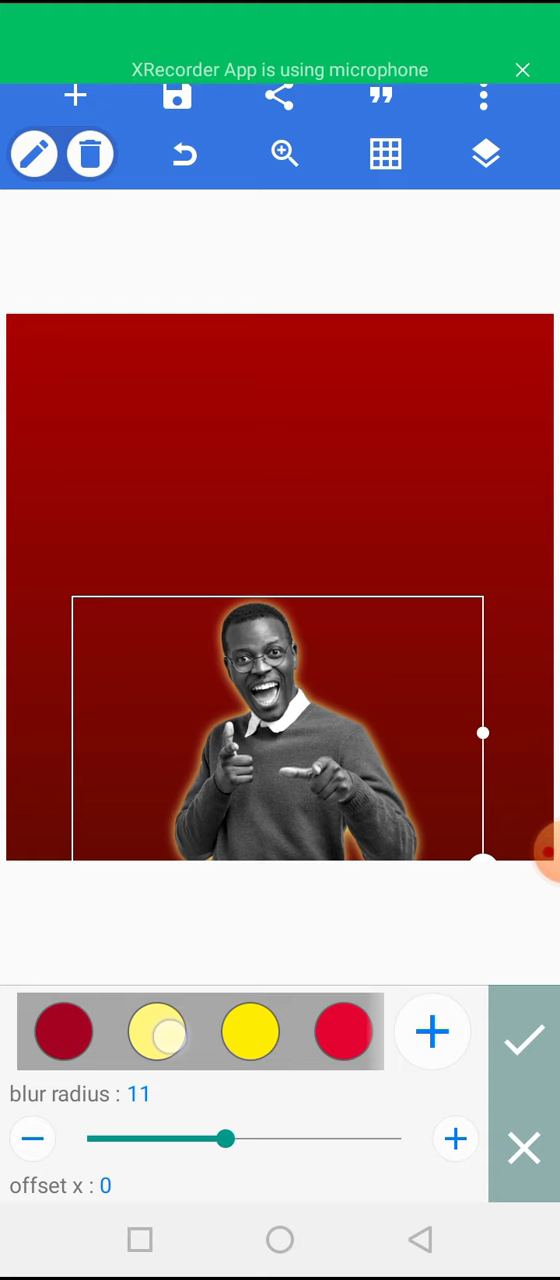 XRecorder App is using microphone
blur radius : 11
offset x : 0